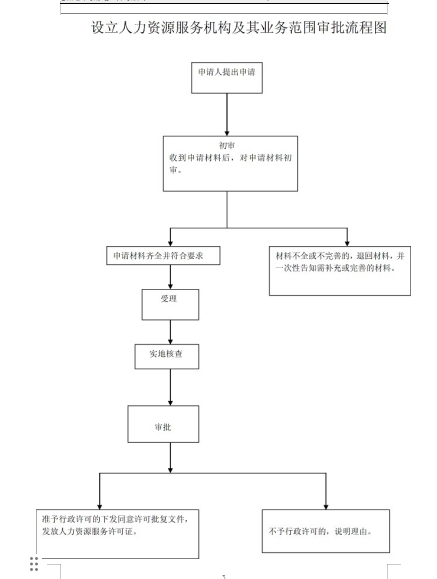 设立人力资源服务机构及其业务范围审批流程图
申请人提出申请
初审
收到申请材料后，对申请材料初
审。
申请材料齐全并符合要求
材料不全或不完善的，退回材料，并
一次性告知需补充或完善的材料。
受理
实地核查
审批
准予行政许可的下发同意许可批复文件，
发放人力资源服务许可证。
不予行政许可的，说明理由。